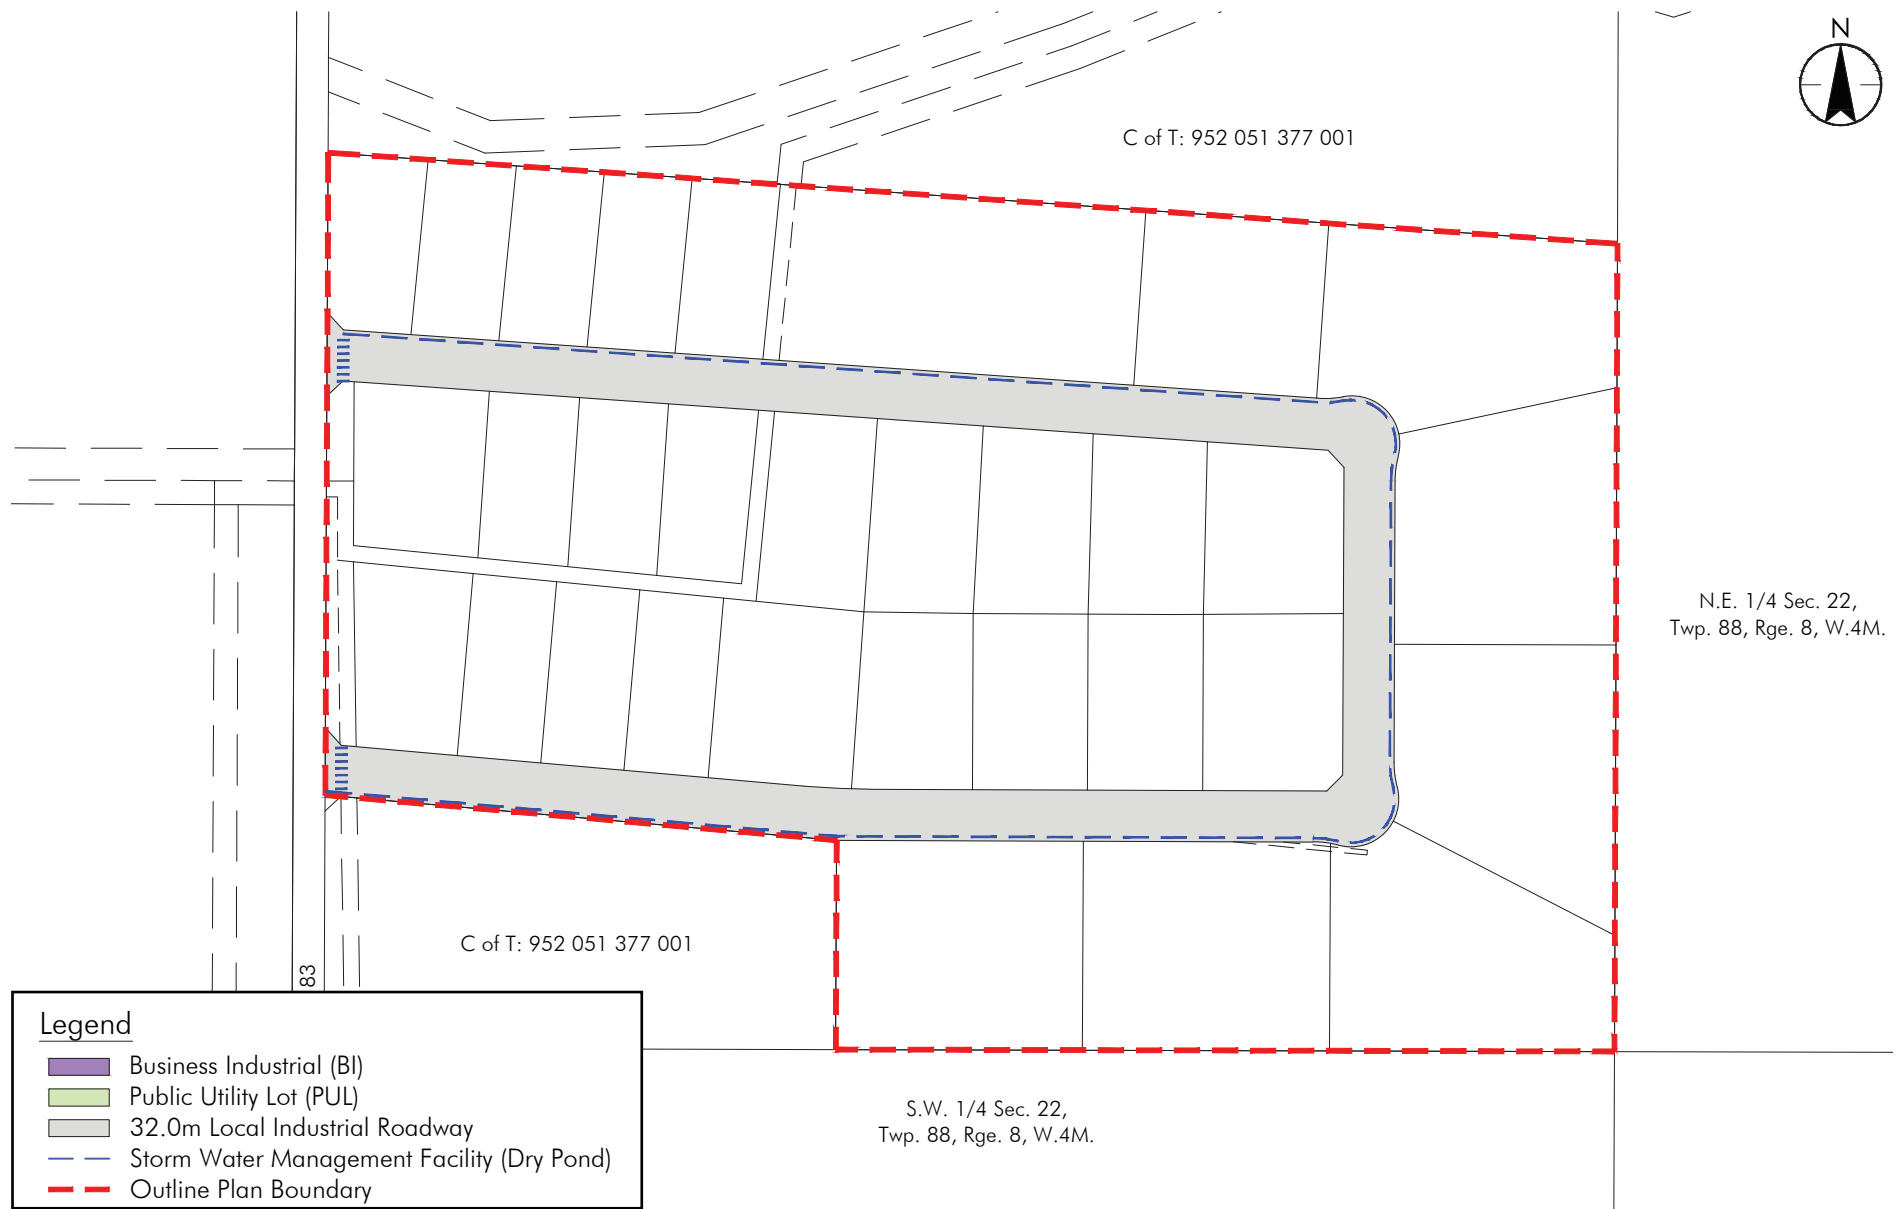 N
C of T: 952 051 377 001
N.E. 1/4 Sec. 22,
Twp. 88, Rge. 8, W.4M.
C of T: 952 051 377 001
83
S.W. 1/4 Sec. 22,
Twp. 88, Rge. 8, W.4M.
Legend
Business Industrial (BI)
Public Utility Lot (PUL)
32.0m Local Industrial Roadway
Storm Water Management Facility (Dry Pond)
Outline Plan Boundary